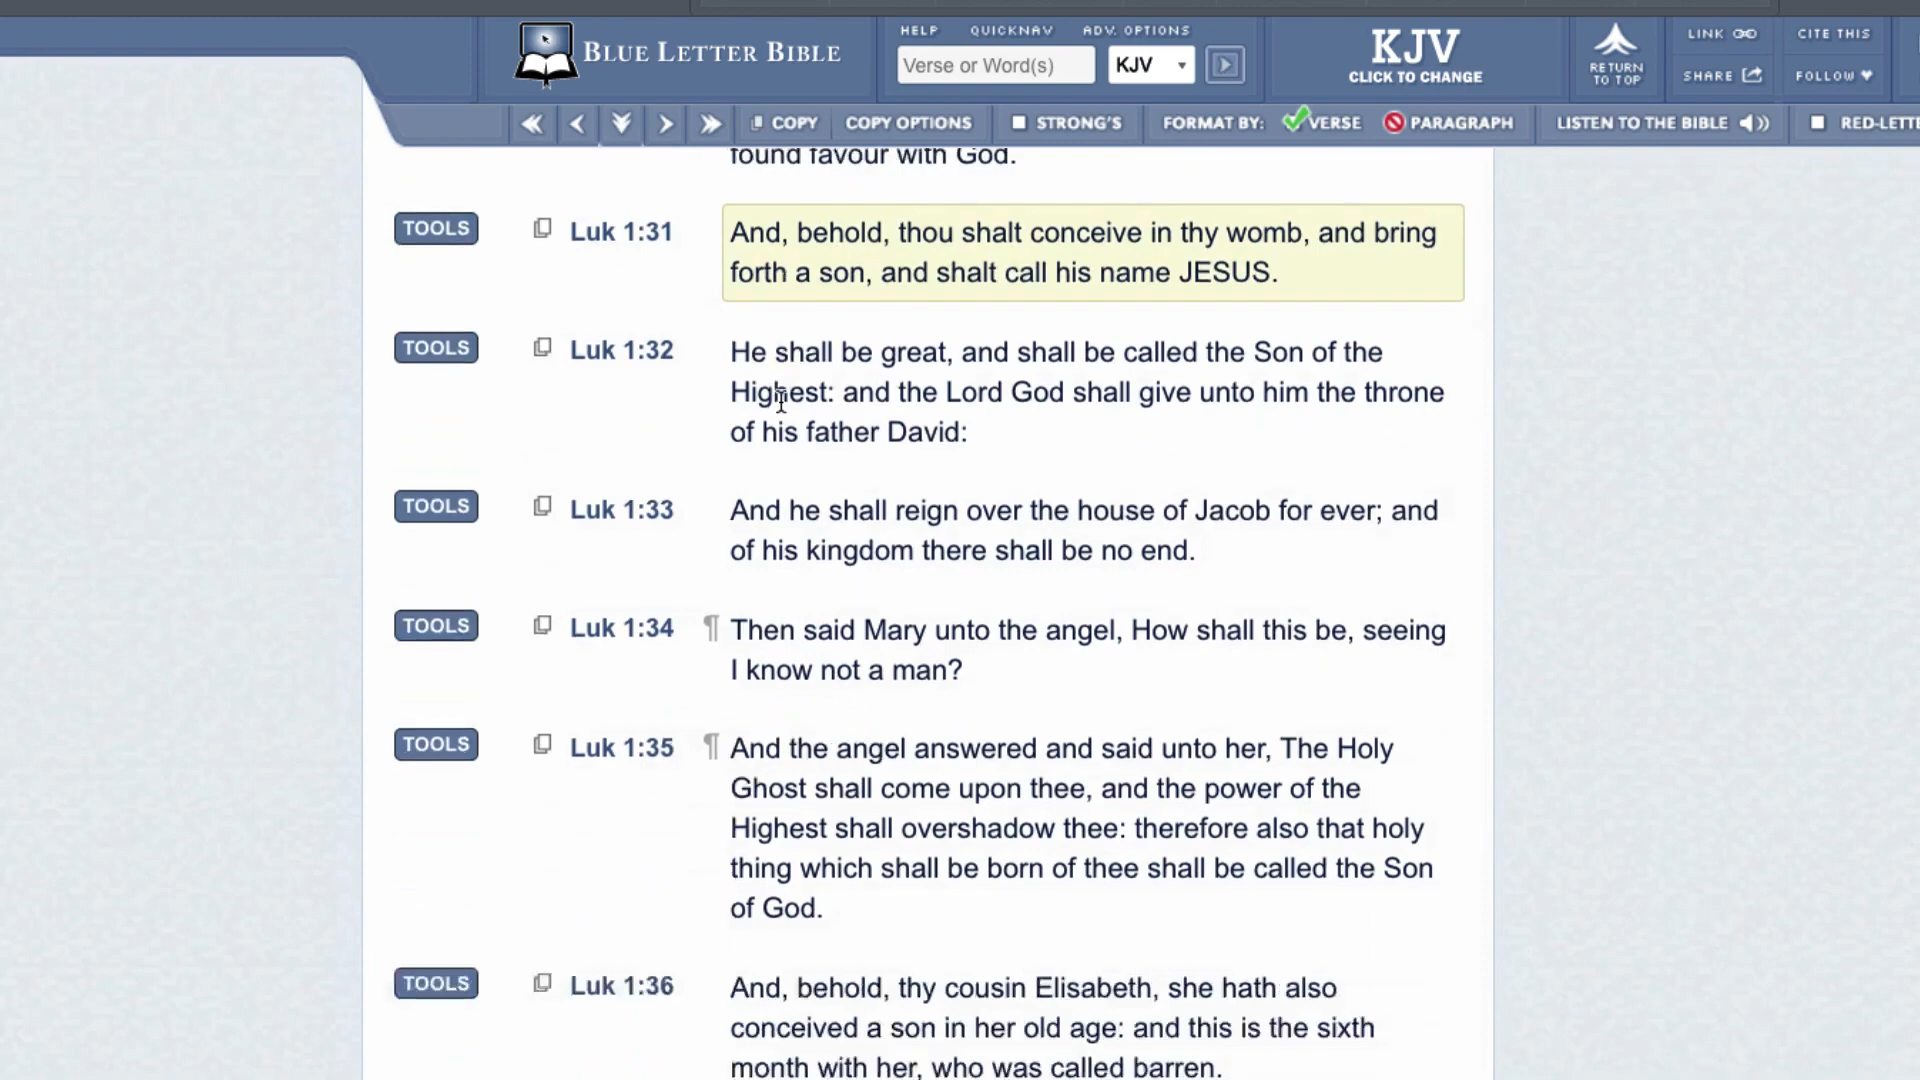 BLUE LETTER BIBLE
HELP QUICKNAV ADV. OPTIONS
Verse or Word(s) KJV
KJV
CLICK TO CHANGE
RETURN
TO TOP
LINK
SHARE
CITE THIS
FOLLOW
COPY COPY OPTIONS STRONG'S FORMAT BY: VERSE PARAGRAPH LISTEN TO THE BIBLE RED-LETT
found favour with God.
TOOLS Luk 1:31 And, behold, thou shalt conceive in thy womb, and bring
forth a son, and shalt call his name JESUS.
TOOLS Luk 1:32 He shall be great, and shall be called the Son of the
Highest: and the Lord God shall give unto him the throne
of his father David:
TOOLS Luk 1:33 And he shall reign over the house of Jacob for ever; and
of his kingdom there shall be no end.
TOOLS Luk 1:34 ¶ Then said Mary unto the angel, How shall this be, seeing
I know not a man?
TOOLS Luk 1:35 ¶ And the angel answered and said unto her, The Holy
Ghost shall come upon thee, and the power of the
Highest shall overshadow thee: therefore also that holy
thing which shall be born of thee shall be called the Son
of God.
TOOLS Luk 1:36 And, behold, thy cousin Elisabeth, she hath also
conceived a son in her old age: and this is the sixth
month with her, who was called barren.